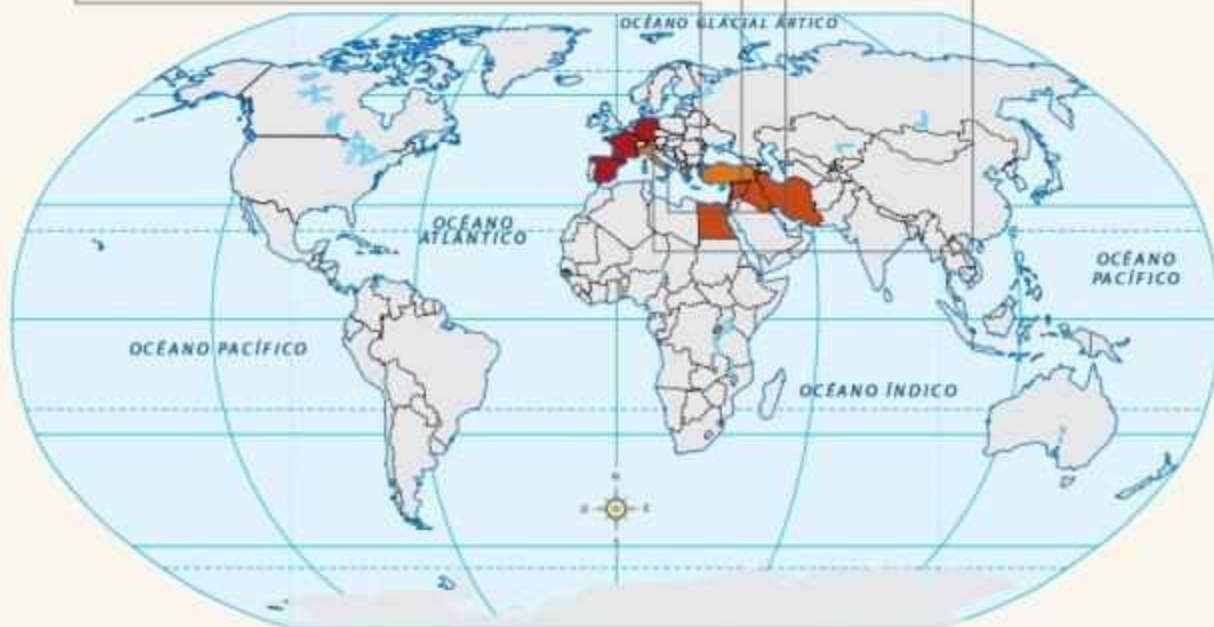 OCÉANO GLACIAL ÁRTICO
OCÉANO
ATLÁNTICO
OCÉANO
PACÍFICO
OCÉANO PACÍFICO
OCÉANO ÍNDICO
N
O E